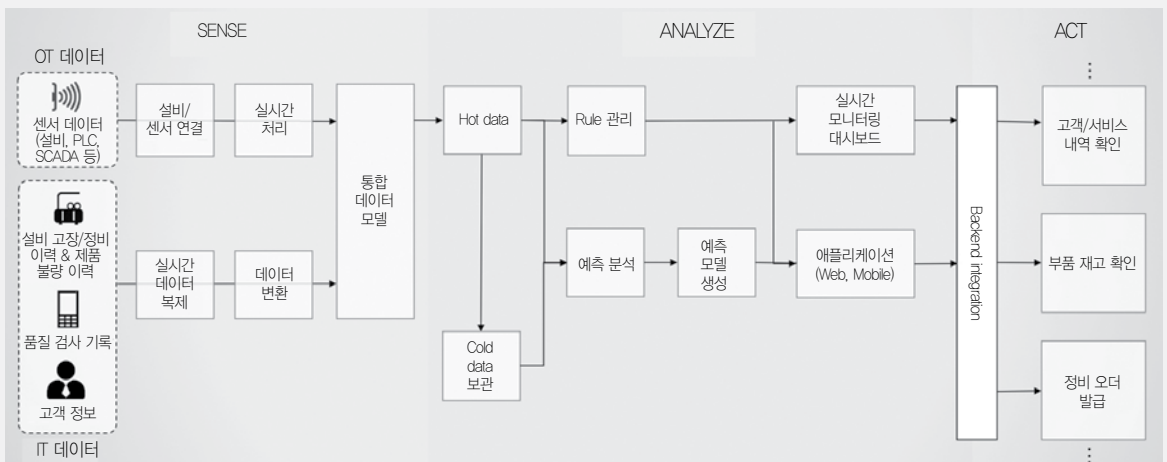 SENSE
ANALYZE
ACT
OT 데이터
센서 데이터
(설비, PLC,
SCADA 등)
설비/
센서 연결
실시간
처리
설비 고장/정비
이력 & 제품
불량 이력
품질 검사 기록
고객 정보
IT 데이터
실시간
데이터
복제
데이터
변환
통합
데이터
모델
Hot data
Cold
data
보관
Rule 관리
예측 분석
예측
모델
생성
실시간
모니터링
대시보드
애플리케이션
(Web, Mobile)
Backend integration
⋮
고객/서비스
내역 확인
부품 재고 확인
정비 오더
발급
⋮